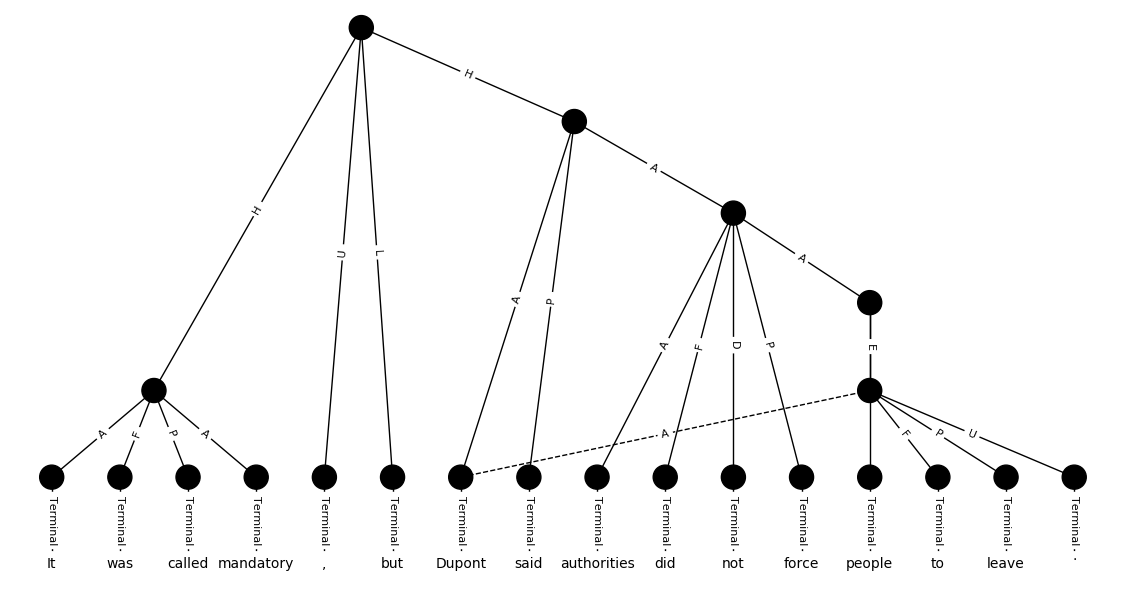 H
H
A
H
U
L
A
P
A
A
F
D
P
E
A
A
F
P
A
F
P
U
Terminal Terminal Terminal Terminal Terminal Terminal Terminal Terminal Terminal Terminal Terminal Terminal Terminal Terminal Terminal Terminal
It was called mandatory , but Dupont said authorities did not force people to leave .